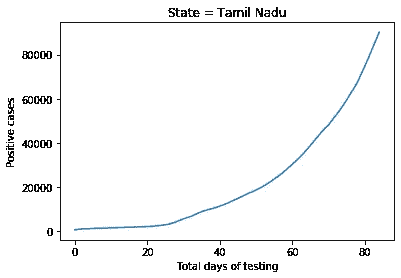 State = Tamil Nadu
Positive cases
80000
60000
40000
20000
0
0 20 40 60 80
Total days of testing